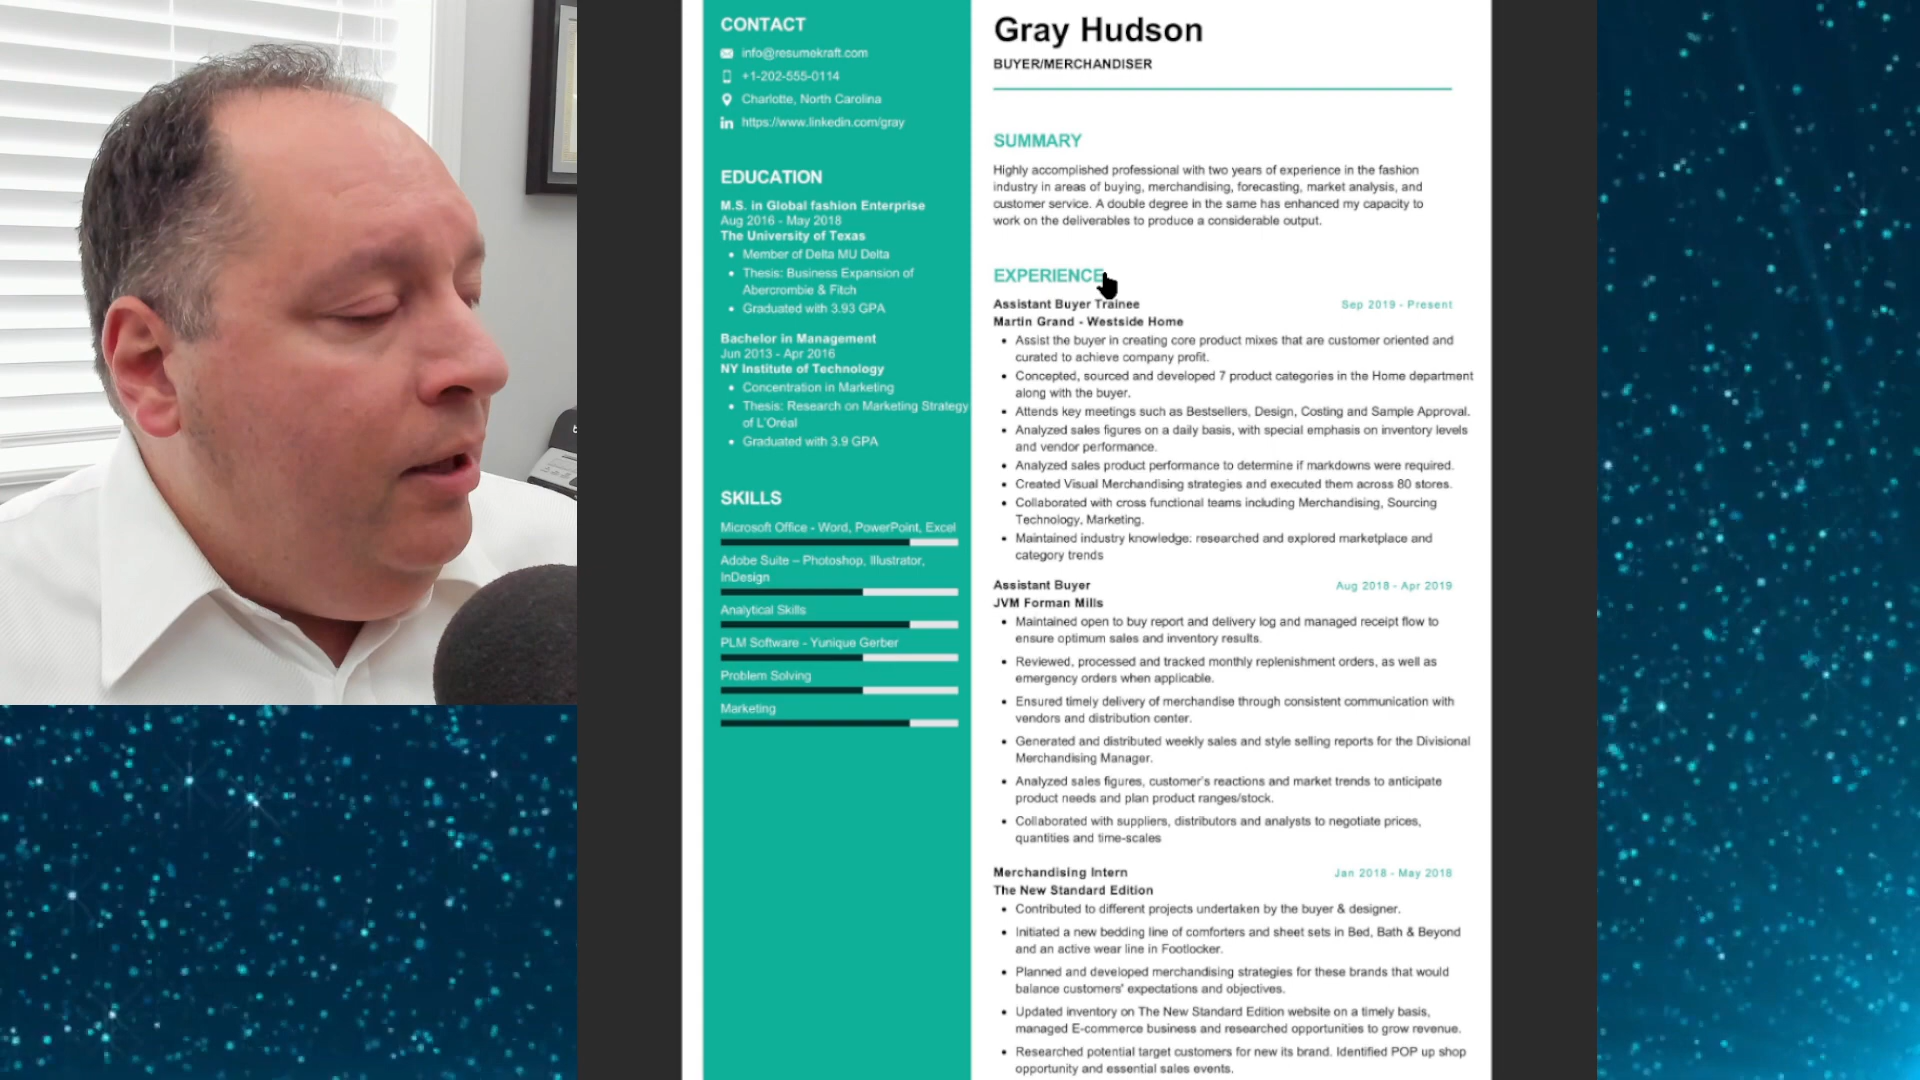 CONTACT
info@resumekraft.com
+1-202-555-0114
Charlotte, North Carolina
in https://www.linkedin.com/gray
EDUCATION
M.S. in Global fashion Enterprise
Aug 2016 - May 2018
The University of Texas
• Member of Delta MU Delta
• Thesis: Business Expansion of
Abercrombie & Fitch
• Graduated with 3.93 GPA
Bachelor in Management
Jun 2013 - Apr 2016
NY Institute of Technology
• Concentration in Marketing
• Thesis: Research on Marketing Strategy
of L'Oréal
• Graduated with 3.9 GPA
SKILLS
Microsoft Office - Word, PowerPoint, Excel
Adobe Suite – Photoshop, Illustrator,
InDesign
Analytical Skills
PLM Software - Yunique Gerber
Problem Solving
Marketing
Gray Hudson
BUYER/MERCHANDISER
SUMMARY
Highly accomplished professional with two years of experience in the fashion
industry in areas of buying, merchandising, forecasting, market analysis, and
customer service. A double degree in the same has enhanced my capacity to
work on the deliverables to produce a considerable output.
EXPERIENCE
Assistant Buyer Trainee Sep 2019 - Present
Martin Grand - Westside Home
• Assist the buyer in creating core product mixes that are customer oriented and
curated to achieve company profit.
• Concepted, sourced and developed 7 product categories in the Home department
along with the buyer.
• Attends key meetings such as Bestsellers, Design, Costing and Sample Approval.
• Analyzed sales figures on a daily basis, with special emphasis on inventory levels
and vendor performance.
• Analyzed sales product performance to determine if markdowns were required.
• Created Visual Merchandising strategies and executed them across 80 stores.
• Collaborated with cross functional teams including Merchandising, Sourcing
Technology, Marketing.
• Maintained industry knowledge: researched and explored marketplace and
category trends
Assistant Buyer Aug 2018 - Apr 2019
JVM Forman Mills
• Maintained open to buy report and delivery log and managed receipt flow to
ensure optimum sales and inventory results.
• Reviewed, processed and tracked monthly replenishment orders, as well as
emergency orders when applicable.
• Ensured timely delivery of merchandise through consistent communication with
vendors and distribution center.
• Generated and distributed weekly sales and style selling reports for the Divisional
Merchandising Manager.
• Analyzed sales figures, customer's reactions and market trends to anticipate
product needs and plan product ranges/stock.
• Collaborated with suppliers, distributors and analysts to negotiate prices,
quantities and time-scales
Merchandising Intern Jan 2018 - May 2018
The New Standard Edition
• Contributed to different projects undertaken by the buyer & designer.
• Initiated a new bedding line of comforters and sheet sets in Bed, Bath & Beyond
and an active wear line in Footlocker.
• Planned and developed merchandising strategies for these brands that would
balance customers' expectations and objectives.
• Updated inventory on The New Standard Edition website on a timely basis,
managed E-commerce business and researched opportunities to grow revenue.
• Researched potential target customers for new its brand. Identified POP up shop
opportunity and essential sales events.